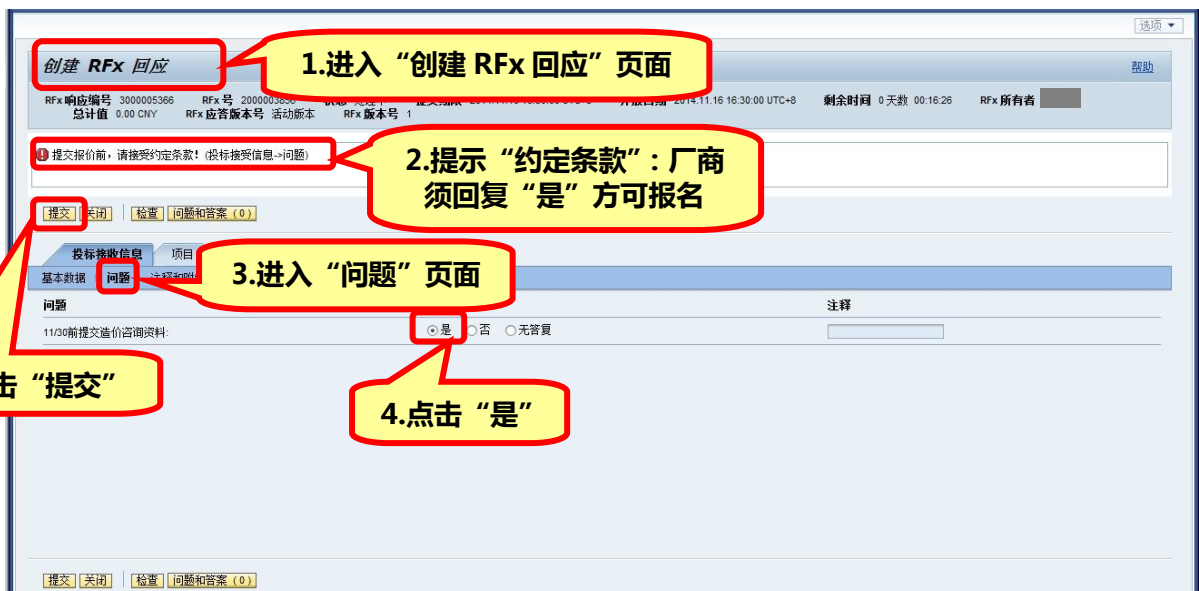 选项
创建 RFx 回应
1.进入“创建 RFx 回应”页面
帮助
RFx 响应编号 3000005366 RFx 号 2000003856 2014.11.16 16:30:00 UTC+8 剩余时间 0 天数 00:16:26 RFx 所有者
总计值 0.00 CNY RFx 应答版本号 活动版本 RFx 版本号 1
提交报价前，请接受约定条款！(投标接受信息->问题)
2.提示“约定条款”：厂商
须回复“是”方可报名
提交 关闭 检查 问题和答案 (0)
投标接收信息 项目
基本数据 问题
3.进入“问题”页面
问题 注释
11/30前提交造价咨询资料: 是 否 无答复
击“提交”
4.点击“是”
提交 关闭 检查 问题和答案 (0)